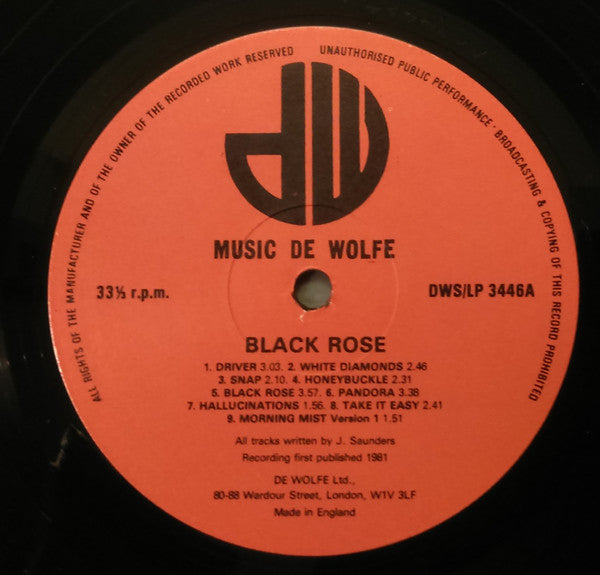 ALL RIGHTS OF THE MANUFACTURER AND OF THE OWNER OF THE RECORDED WORK RESERVED
UNAUTHORISED PUBLIC PERFORMANCE · BROADCASTING & COPYING OF THIS RECORD PROHIBITED
dW
MUSIC DE WOLFE
33⅓ r.p.m.
DWS/LP 3446A
BLACK ROSE
1. DRIVER 3.03. 2. WHITE DIAMONDS 2.46
3. SNAP 2.10. 4. HONEYBUCKLE 2.31
5. BLACK ROSE 3.57. 6. PANDORA 3.38
7. HALLUCINATIONS 1.56. 8. TAKE IT EASY 2.41
9. MORNING MIST Version 1 1.51
All tracks written by J. Saunders
Recording first published 1981
DE WOLFE Ltd.,
80-88 Wardour Street, London, W1V 3LF
Made in England